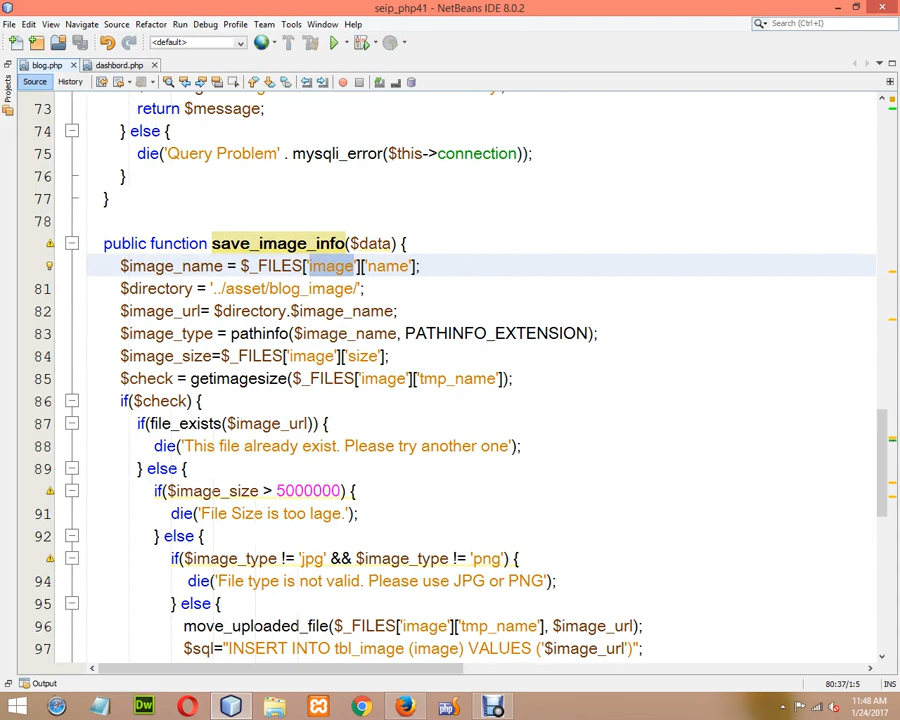 seip_php41 - NetBeans IDE 8.0.2
File Edit View Navigate Source Refactor Run Debug Profile Team Tools Window Help
Search (Ctrl+I)
<default>
blog.php
dashbord.php
Projects
Source
History
73 return $message;
74 } else {
75 die('Query Problem' . mysqli_error($this->connection));
76 }
77 }
78
public function save_image_info($data) {
$image_name = $_FILES['image']['name'];
81 $directory = '../asset/blog_image/';
82 $image_url= $directory.$image_name;
83 $image_type = pathinfo($image_name, PATHINFO_EXTENSION);
84 $image_size=$_FILES['image']['size'];
85 $check = getimagesize($_FILES['image']['tmp_name']);
86 if($check) {
87 if(file_exists($image_url)) {
88 die('This file already exist. Please try another one');
89 } else {
if($image_size > 5000000) {
91 die('File Size is too lage.');
92 } else {
if($image_type != 'jpg' && $image_type != 'png') {
94 die('File type is not valid. Please use JPG or PNG');
95 } else {
96 move_uploaded_file($_FILES['image']['tmp_name'], $image_url);
97 $sql="INSERT INTO tbl_image (image) VALUES ('$image_url')";
Output
80:37/1:5
INS
Dw
php
11:48 AM
1/24/2017